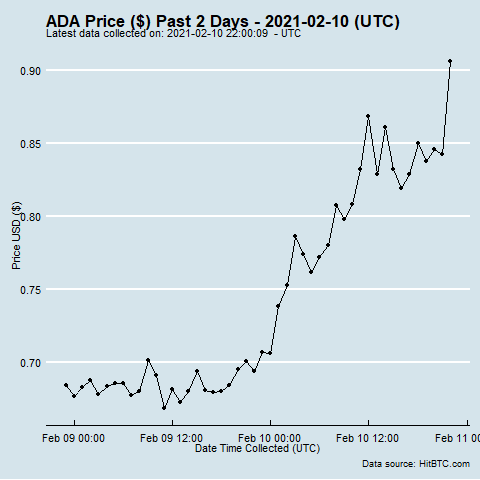 ADA Price ($) Past 2 Days - 2021-02-10 (UTC)
Latest data collected on: 2021-02-10 22:00:09 - UTC
0.90
0.85
0.80
0.75
0.70
Price USD ($)
Feb 09 00:00
Feb 09 12:00
Feb 10 00:00
Feb 10 12:00
Feb 11 00
Date Time Collected (UTC)
Data source: HitBTC.com